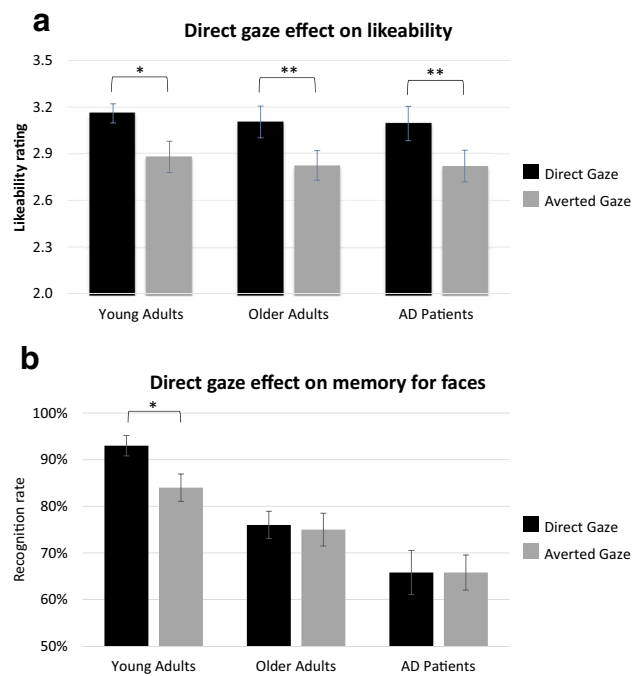 a
Direct gaze effect on likeability
3.5
3.2
2.9
2.6
2.3
2.0
Likeability rating
* ** **
Young Adults Older Adults AD Patients
Direct Gaze
Averted Gaze
b
Direct gaze effect on memory for faces
100%
90%
80%
70%
60%
50%
Recognition rate
*
Young Adults Older Adults AD Patients
Direct Gaze
Averted Gaze